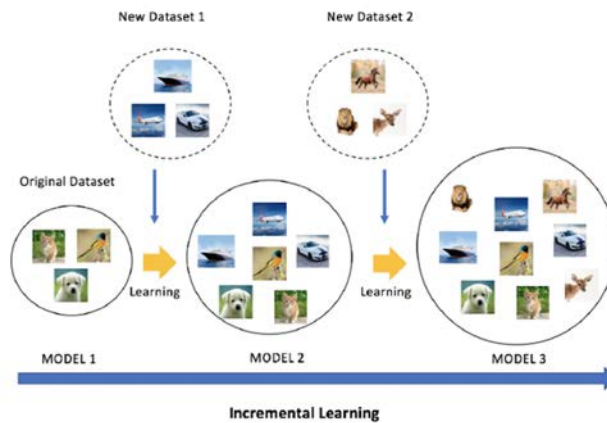 New Dataset 1
New Dataset 2
Original Dataset
Learning
Learning
MODEL 1
MODEL 2
MODEL 3
Incremental Learning